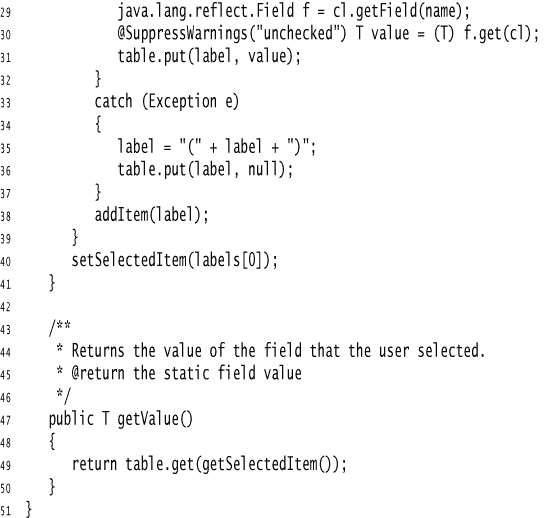 29 java.lang.reflect.Field f = cl.getField(name);
30 @SuppressWarnings("unchecked") T value = (T) f.get(cl);
31 table.put(label, value);
32 }
33 catch (Exception e)
34 {
35 label = "(" + label + ")";
36 table.put(label, null);
37 }
38 addItem(label);
39 }
40 setSelectedItem(labels[0]);
41 }
42
43 /**
44 * Returns the value of the field that the user selected.
45 * @return the static field value
46 */
47 public T getValue()
48 {
49 return table.get(getSelectedItem());
50 }
51 }